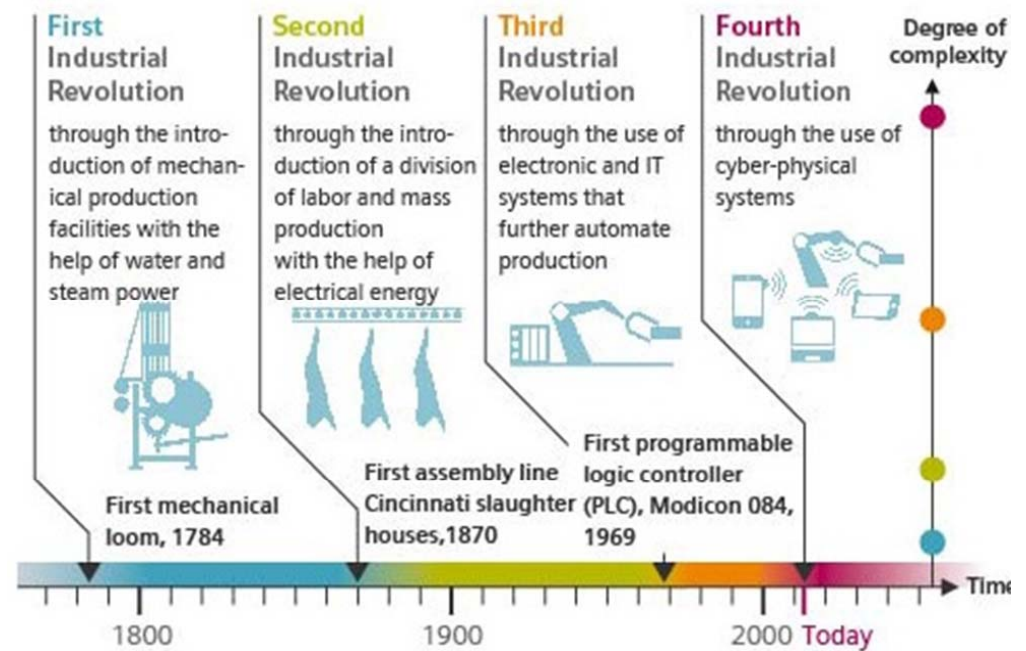 First
Industrial
Revolution
through the intro-
duction of mechan-
ical production
facilities with the
help of water and
steam power
First mechanical
loom, 1784
Second
Industrial
Revolution
through the intro-
duction of a division
of labor and mass
production
with the help of
electrical energy
First assembly line
Cincinnati slaughter
houses,1870
Third
Industrial
Revolution
through the use of
electronic and IT
systems that
further automate
production
First programmable
logic controller
(PLC), Modicon 084,
1969
Fourth
Industrial
Revolution
through the use of
cyber-physical
systems
Degree of
complexity
Time
1800
1900
2000
Today